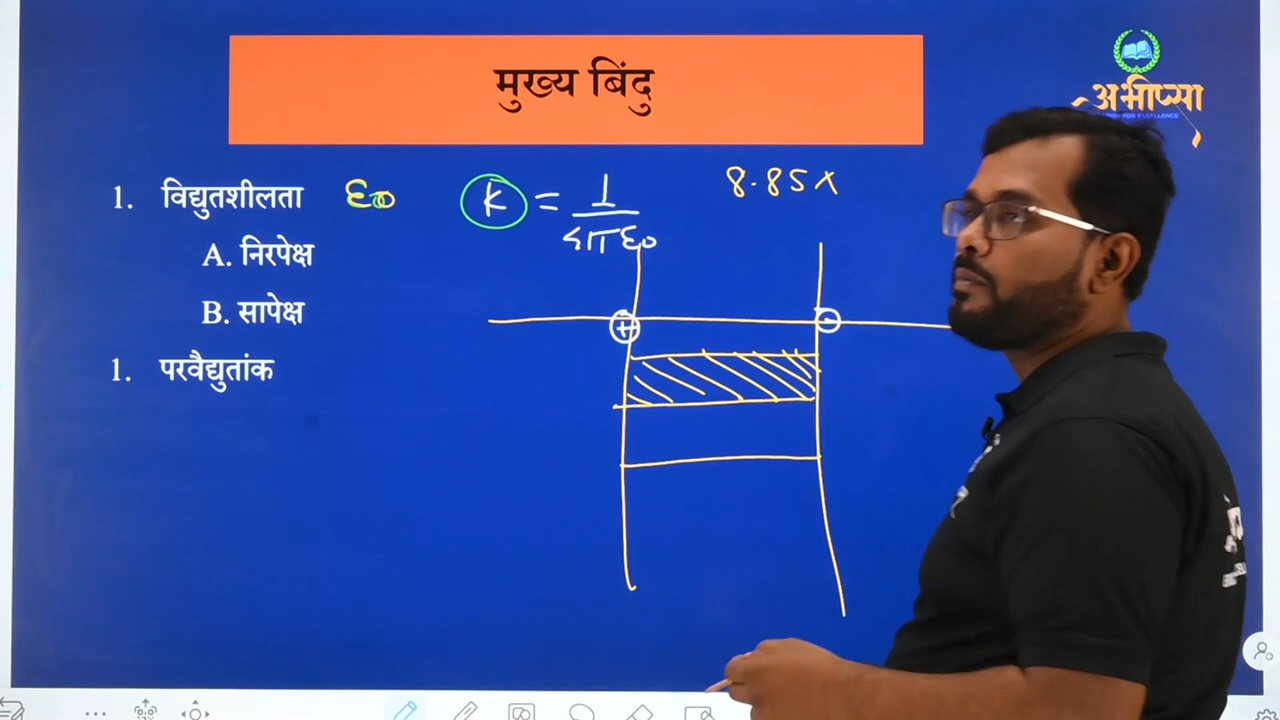 मुख्य बिंदु
अभीप्सा
1. विद्युतशीलता ε0 k = 1/4πε0 8.85×
A. निरपेक्ष
B. सापेक्ष
+ -
1. परवैद्युतांक